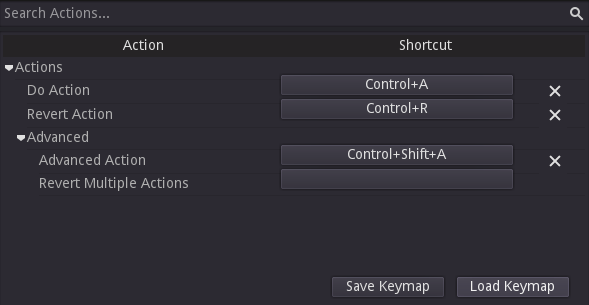 Search Actions...
Action Shortcut
Actions
Do Action Control+A
Revert Action Control+R
Advanced
Advanced Action Control+Shift+A
Revert Multiple Actions
Save Keymap Load Keymap